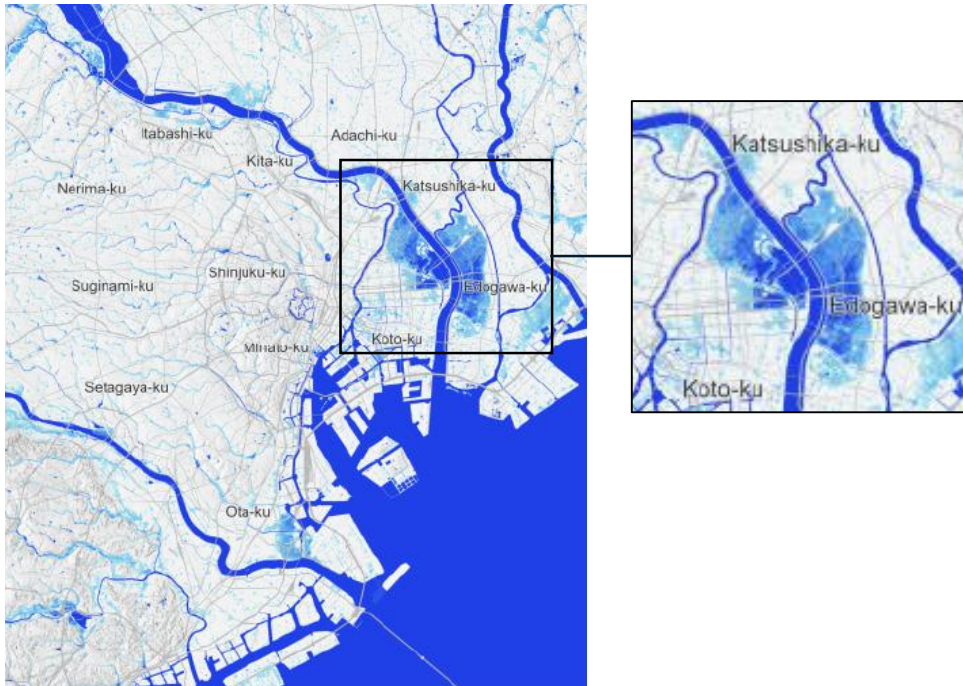 Itabashi-ku
Adachi-ku
Kita-ku
Katsushika-ku
Nerima-ku
Shinjuku-ku
Suginami-ku
Edogawa-ku
Minato-ku
Koto-ku
Setagaya-ku
Ota-ku
Katsushika-ku
Edogawa-ku
Koto-ku